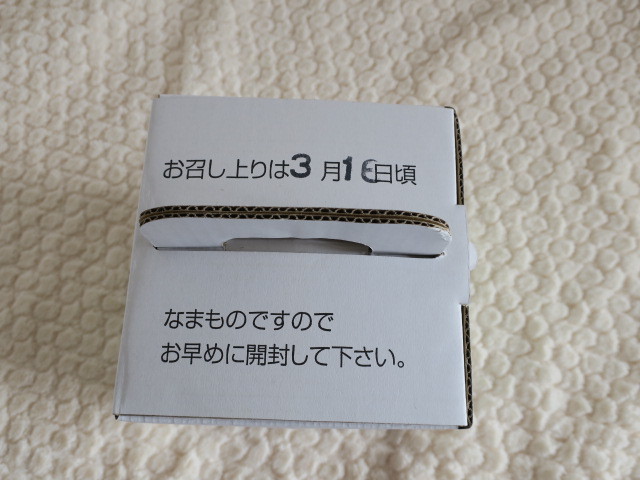 お召し上りは3月16日頃
なまものですので
お早めに開封して下さい。